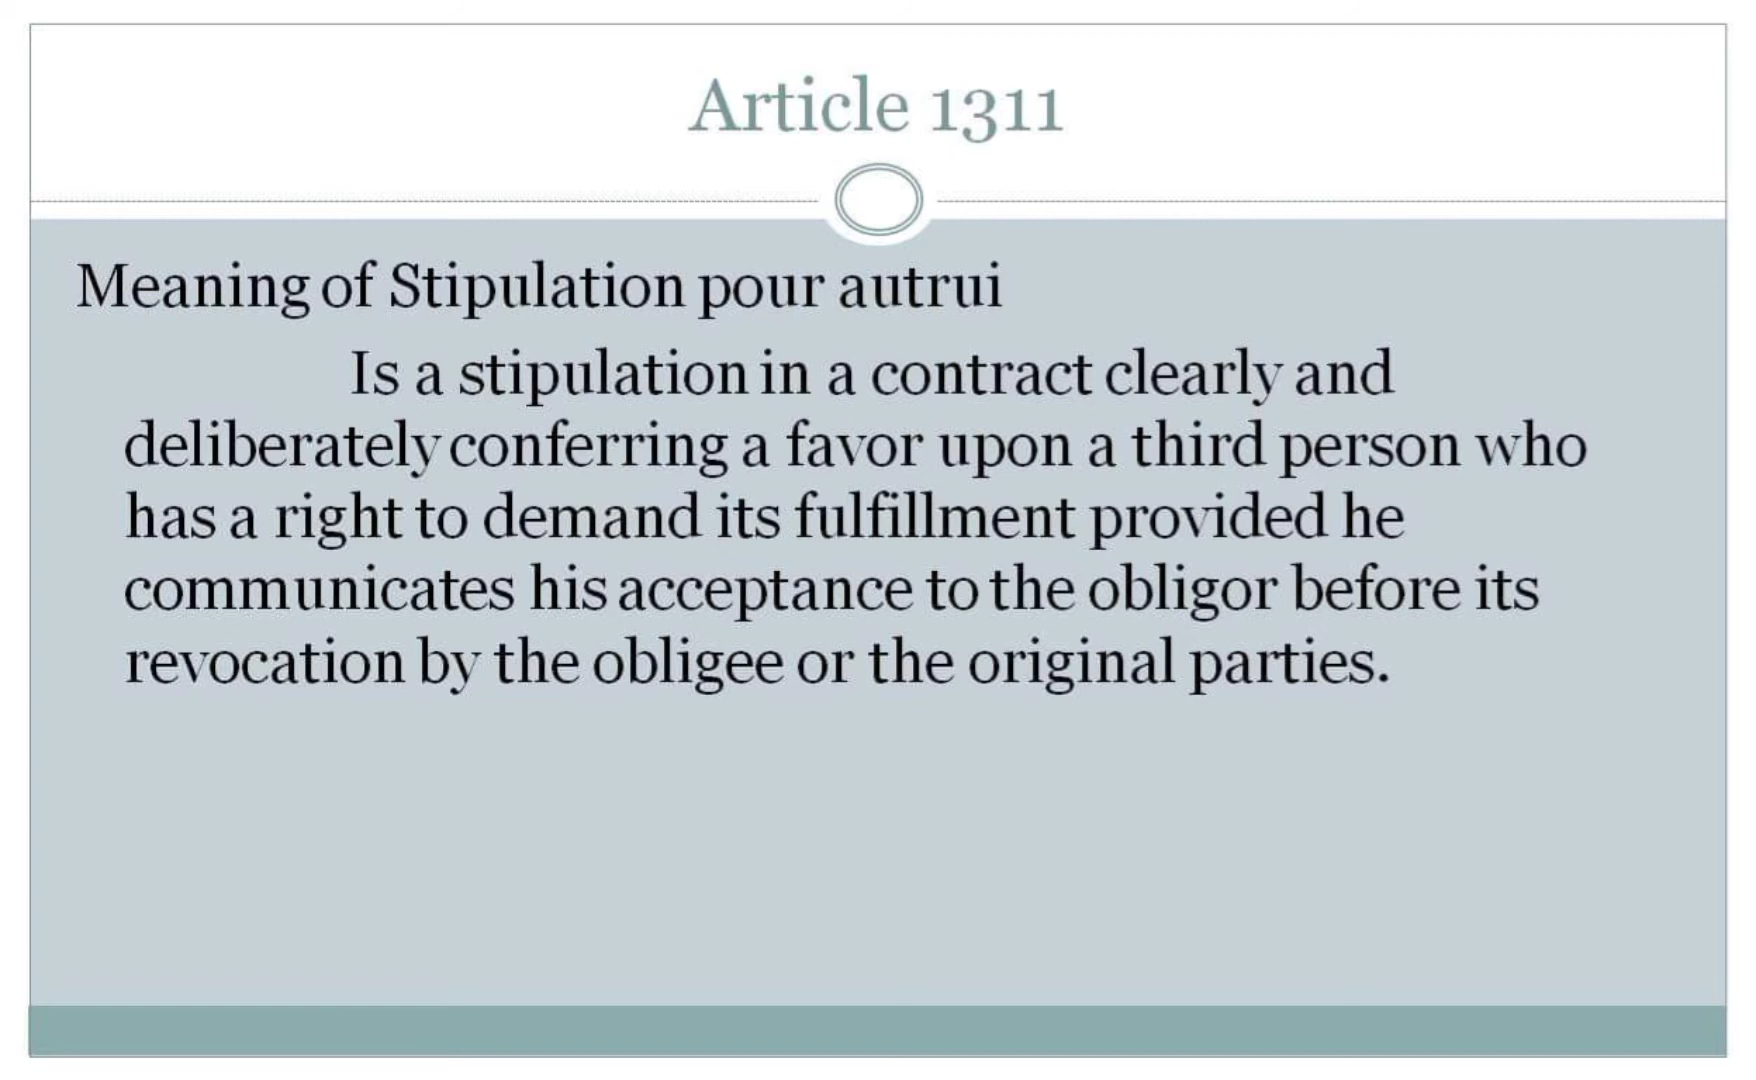 Article 1311
Meaning of Stipulation pour autrui
Is a stipulation in a contract clearly and
deliberately conferring a favor upon a third person who
has a right to demand its fulfillment provided he
communicates his acceptance to the obligor before its
revocation by the obligee or the original parties.